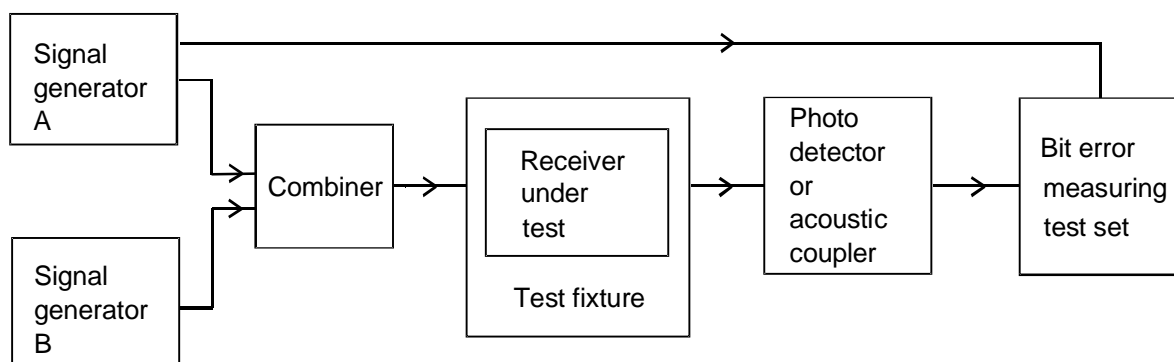 Signal
generator
A
Signal
generator
B
Combiner
Receiver
under
test
Test fixture
Photo
detector
or
acoustic
coupler
Bit error
measuring
test set